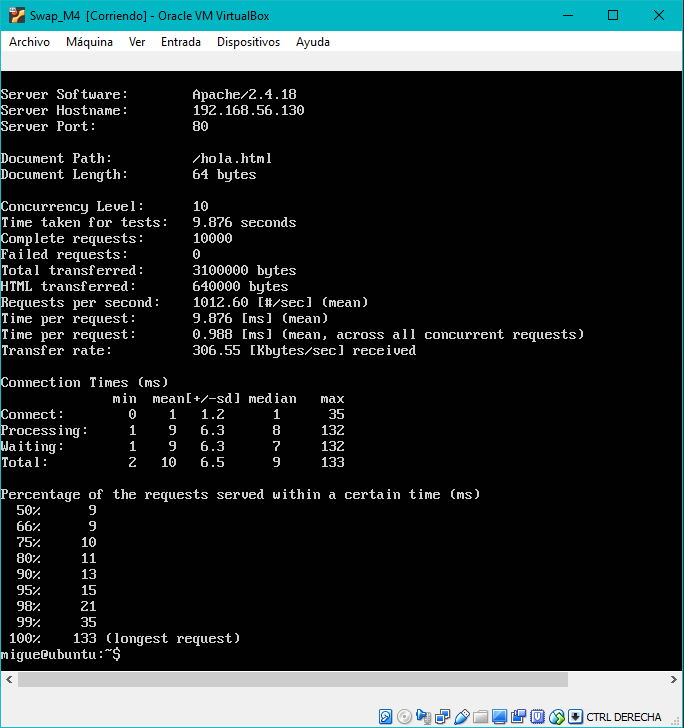 Swap_M4 [Corriendo] - Oracle VM VirtualBox
Archivo Máquina Ver Entrada Dispositivos Ayuda
Server Software: Apache/2.4.18
Server Hostname: 192.168.56.130
Server Port: 80
Document Path: /hola.html
Document Length: 64 bytes
Concurrency Level: 10
Time taken for tests: 9.876 seconds
Complete requests: 10000
Failed requests: 0
Total transferred: 3100000 bytes
HTML transferred: 640000 bytes
Requests per second: 1012.60 [#/sec] (mean)
Time per request: 9.876 [ms] (mean)
Time per request: 0.988 [ms] (mean, across all concurrent requests)
Transfer rate: 306.55 [Kbytes/sec] received
Connection Times (ms)
min mean[+/-sd] median max
Connect: 0 1 1.2 1 35
Processing: 1 9 6.3 8 132
Waiting: 1 9 6.3 7 132
Total: 2 10 6.5 9 133
Percentage of the requests served within a certain time (ms)
50% 9
66% 9
75% 10
80% 11
90% 13
95% 15
98% 21
99% 35
100% 133 (longest request)
migue@ubuntu:~$
CTRL DERECHA